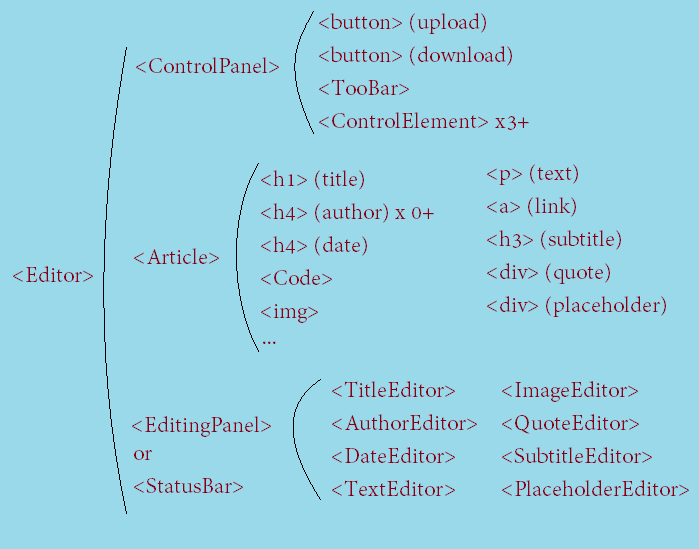 <Editor>
<ControlPanel>
<button> (upload)
<button> (download)
<TooBar>
<ControlElement> x3+
<Article>
<h1> (title)
<h4> (author) x 0+
<h4> (date)
<Code>
<img>
...
<p> (text)
<a> (link)
<h3> (subtitle)
<div> (quote)
<div> (placeholder)
<EditingPanel>
or
<StatusBar>
<TitleEditor>
<AuthorEditor>
<DateEditor>
<TextEditor>
<ImageEditor>
<QuoteEditor>
<SubtitleEditor>
<PlaceholderEditor>